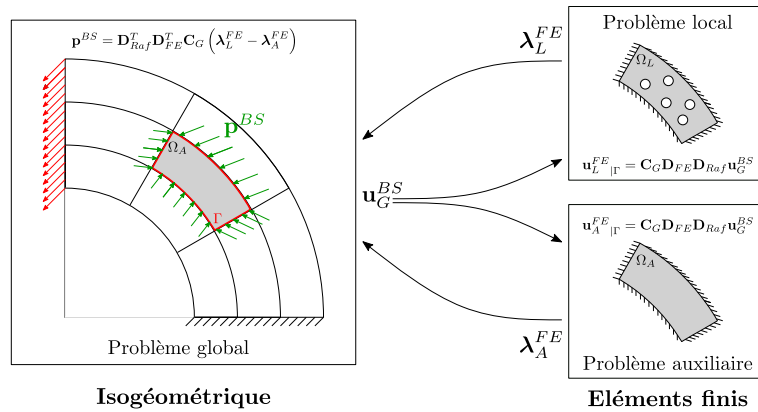 p^{BS} = D_{Raf}^T D_{FE}^T C_G (λ_L^{FE} − λ_A^{FE})
p^{BS}
Ω_A
Γ
Problème global
Isogéométrique
λ_L^{FE}
u_G^{BS}
λ_A^{FE}
Problème local
Ω_L
u_L^{FE}_{|Γ} = C_G D_{FE} D_{Raf} u_G^{BS}
u_A^{FE}_{|Γ} = C_G D_{FE} D_{Raf} u_G^{BS}
Ω_A
Problème auxiliaire
Eléments finis